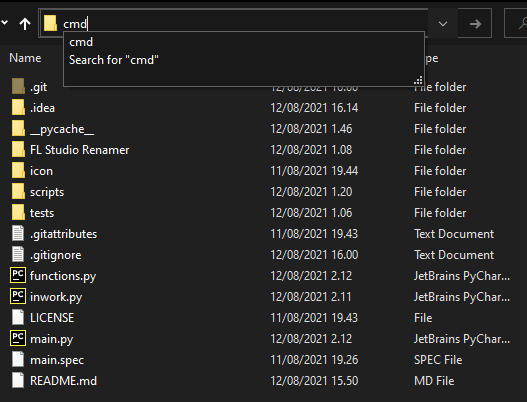 cmd
cmd
Search for "cmd"
Name
ype
.git 12/08/2021 16.00 File folder
.idea 12/08/2021 16.14 File folder
__pycache__ 12/08/2021 1.46 File folder
FL Studio Renamer 12/08/2021 1.08 File folder
icon 11/08/2021 19.44 File folder
scripts 12/08/2021 1.20 File folder
tests 12/08/2021 1.06 File folder
.gitattributes 11/08/2021 19.43 Text Document
.gitignore 12/08/2021 16.00 Text Document
PC functions.py 12/08/2021 2.12 JetBrains PyChar...
PC inwork.py 12/08/2021 2.11 JetBrains PyChar...
LICENSE 11/08/2021 19.43 File
PC main.py 12/08/2021 2.12 JetBrains PyChar...
main.spec 11/08/2021 19.26 SPEC File
README.md 12/08/2021 15.50 MD File